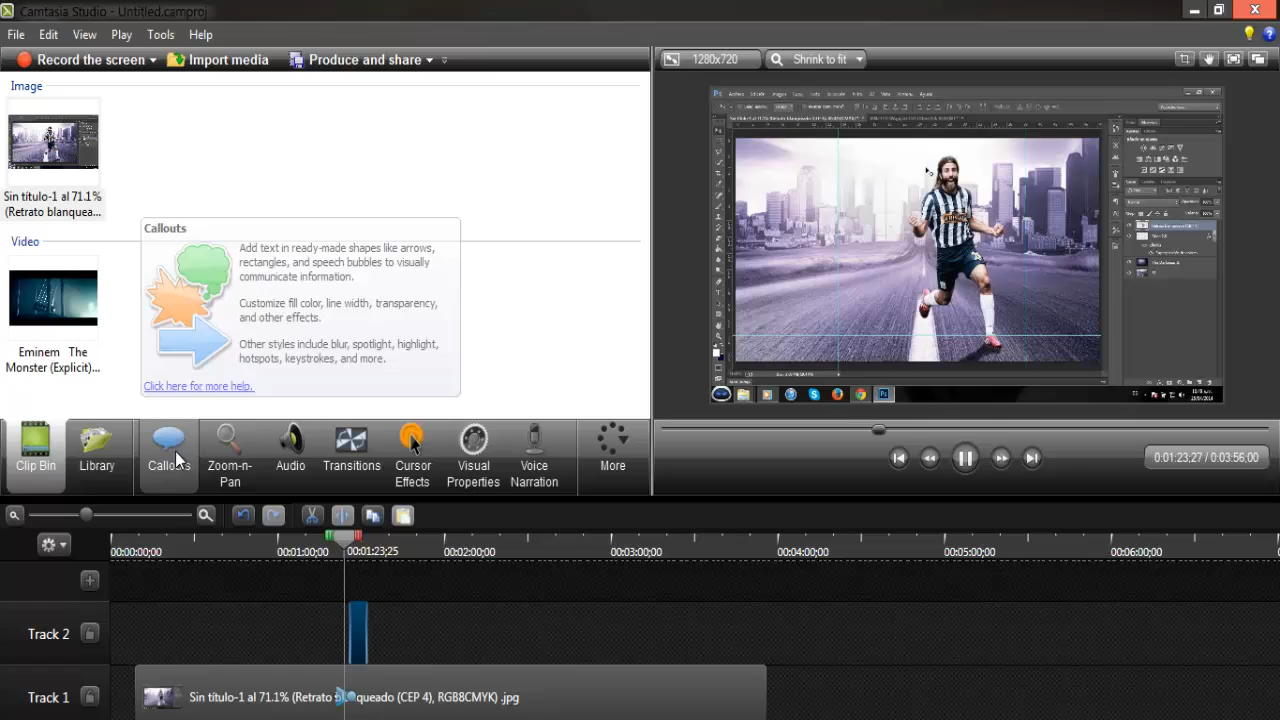 Camtasia Studio - Untitled.camproj
File Edit View Play Tools Help
Record the screen Import media Produce and share
1280x720 Shrink to fit
Image
Sin título-1 al 71.1%
(Retrato blanquea...
Video
Eminem The
Monster (Explicit)...
Callouts
Add text in ready-made shapes like arrows,
rectangles, and speech bubbles to visually
communicate information.
Customize fill color, line width, transparency,
and other effects.
Other styles include blur, spotlight, highlight,
hotspots, keystrokes, and more.
Click here for more help.
Clip Bin
Library
Callouts
Zoom-n-
Pan
Audio
Transitions
Cursor
Effects
Visual
Properties
Voice
Narration
More
0:01:23;27 / 0:03:56,00
00:00:00;00 00:01:00;00 00:01:23;25 00:02:00;00 00:03:00;00 00:04:00;00 00:05:00;00 00:06:00;00
Track 2
Track 1
Sin título-1 al 71.1% (Retrato blanqueado (CEP 4), RGB8CMYK) .jpg